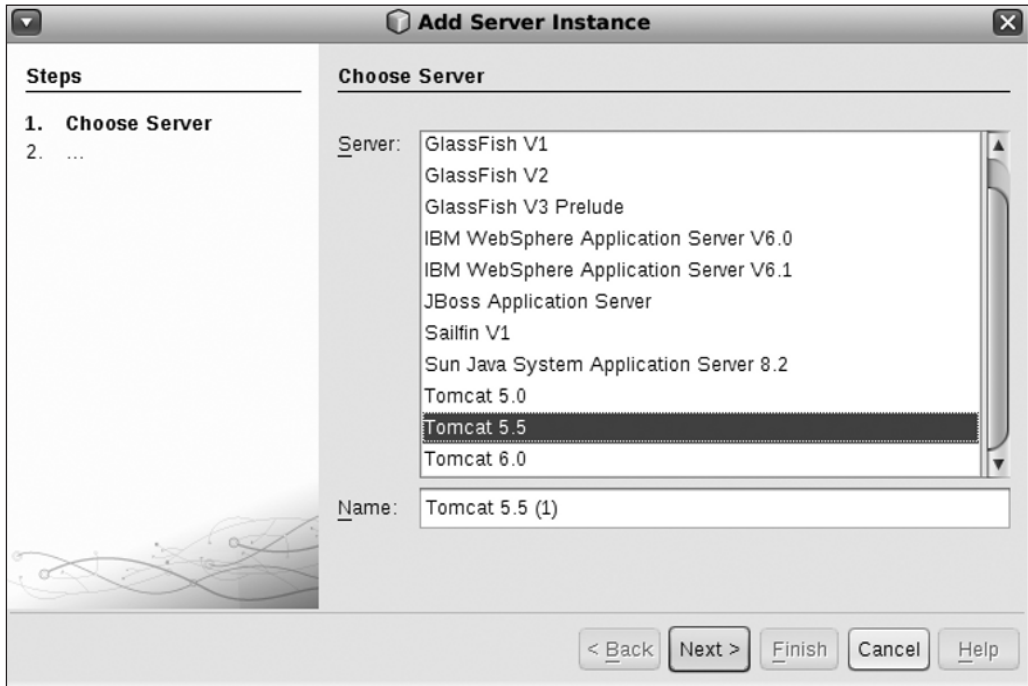 Add Server Instance
Steps
1. Choose Server
2. ...
Choose Server
Server:
GlassFish V1
GlassFish V2
GlassFish V3 Prelude
IBM WebSphere Application Server V6.0
IBM WebSphere Application Server V6.1
JBoss Application Server
Sailfin V1
Sun Java System Application Server 8.2
Tomcat 5.0
Tomcat 5.5
Tomcat 6.0
Name: Tomcat 5.5 (1)
< Back Next > Finish Cancel Help